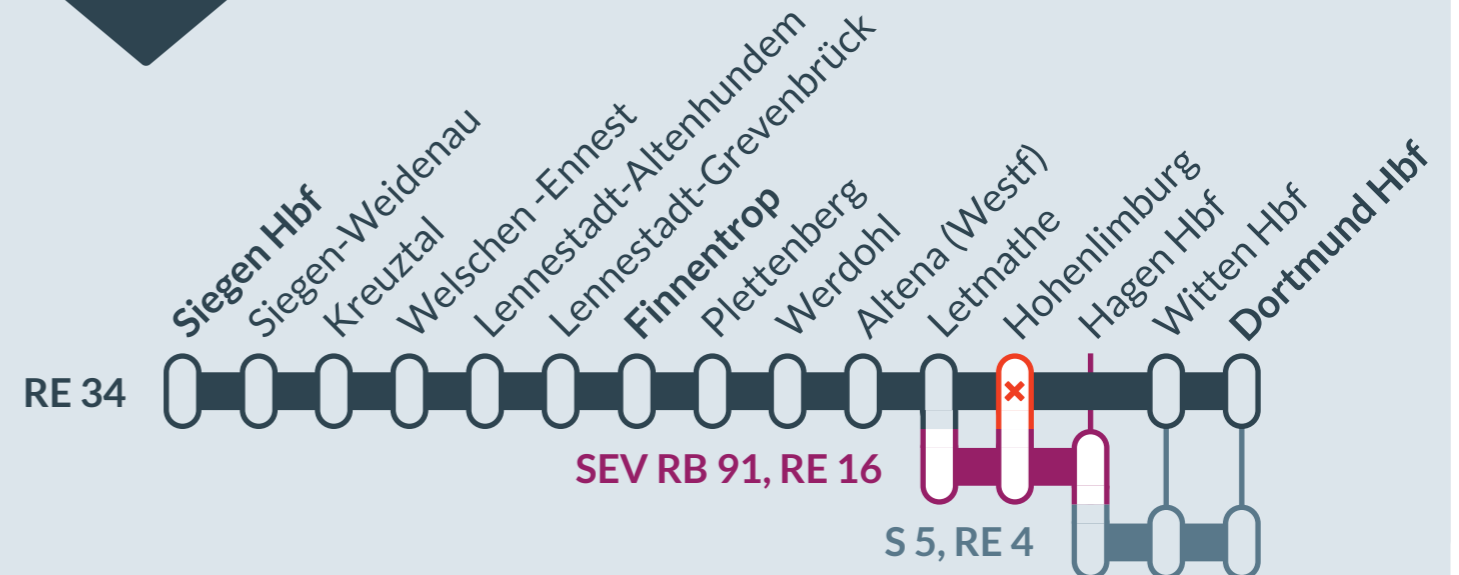 Siegen Hbf
Siegen-Weidenau
Kreuztal
Welschen -Ennest
Lennestadt-Altenhundem
Lennestadt-Grevenbrück
Finnentrop
Plettenberg
Werdohl
Altena (Westf)
Letmathe
Hohenlimburg
Hagen Hbf
Witten Hbf
Dortmund Hbf
RE 34
SEV RB 91, RE 16
S 5, RE 4